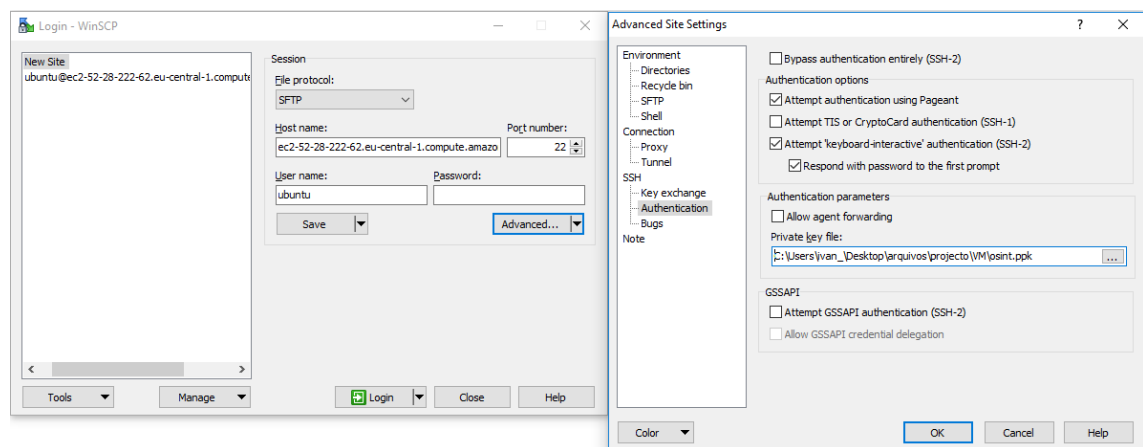 Login - WinSCP
New Site
ubuntu@ec2-52-28-222-62.eu-central-1.compute
Session
File protocol:
SFTP
Host name:
Port number:
ec2-52-28-222-62.eu-central-1.compute.amazo
22
User name:
Password:
ubuntu
Save
Advanced...
Tools
Manage
Login
Close
Help
Advanced Site Settings
?
Environment
Directories
Recycle bin
SFTP
Shell
Connection
Proxy
Tunnel
SSH
Key exchange
Authentication
Bugs
Note
Bypass authentication entirely (SSH-2)
Authentication options
Attempt authentication using Pageant
Attempt TIS or CryptoCard authentication (SSH-1)
Attempt 'keyboard-interactive' authentication (SSH-2)
Respond with password to the first prompt
Authentication parameters
Allow agent forwarding
Private key file:
C:\Users\ivan_\Desktop\arquivos\projecto\VM\osint.ppk
...
GSSAPI
Attempt GSSAPI authentication (SSH-2)
Allow GSSAPI credential delegation
Color
OK
Cancel
Help